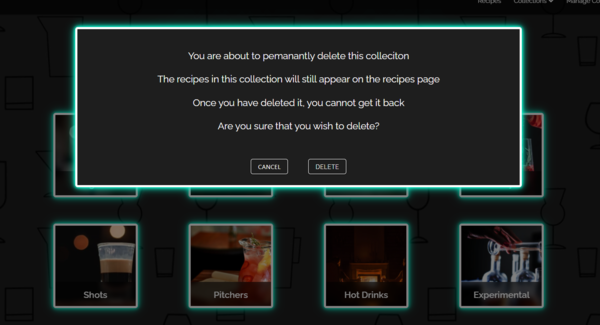 Recipes Collections Manage Co
You are about to pemanantly delete this colleciton
The recipes in this collection will still appear on the recipes page
Once you have deleted it, you cannot get it back
Are you sure that you wish to delete?
CANCEL DELETE
Shots Pitchers Hot Drinks Experimental